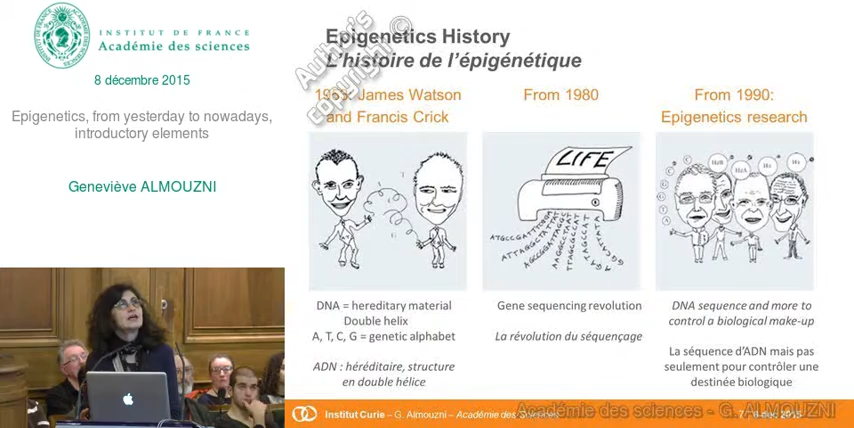 INSTITUT DE FRANCE
Académie des sciences
8 décembre 2015
Epigenetics, from yesterday to nowadays,
introductory elements
Geneviève ALMOUZNI
Epigenetics History
L'histoire de l'épigénétique
Author's
copyright ©
James Watson
and Francis Crick
From 1980
From 1990:
Epigenetics research
LIFE
DNA = hereditary material
Double helix
A, T, C, G = genetic alphabet
ADN : héréditaire, structure
en double hélice
Gene sequencing revolution
La révolution du séquençage
DNA sequence and more to
control a biological make-up
La séquence d'ADN mais pas
seulement pour contrôler une
destinée biologique
Institut Curie – G. Almouzni – Académie des Sciences
Académie des sciences - G. ALMOUZNI